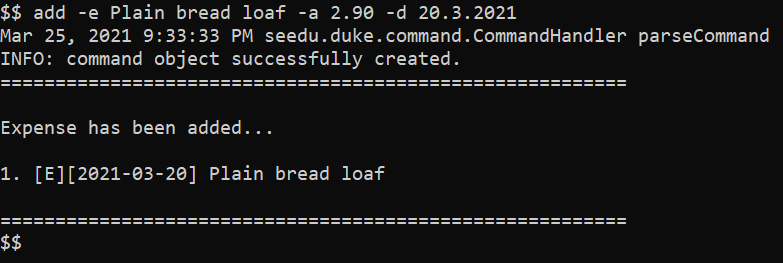 $$ add -e Plain bread loaf -a 2.90 -d 20.3.2021
Mar 25, 2021 9:33:33 PM seedu.duke.command.CommandHandler parseCommand
INFO: command object successfully created.
=========================================================
Expense has been added...
1. [E][2021-03-20] Plain bread loaf
=========================================================
$$